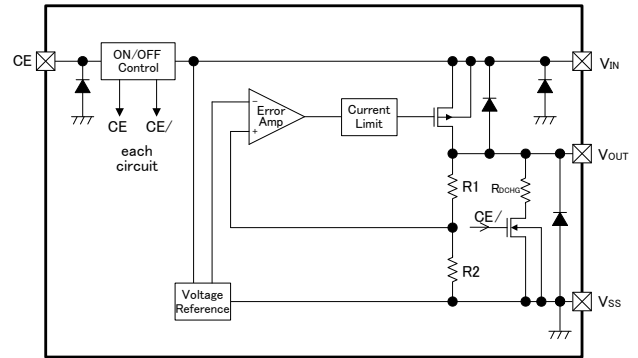 CE
ON/OFF
Control
CE
CE/
each
circuit
−
+
Error
Amp
Current
Limit
VIN
VOUT
R1
RDCHG
CE/
R2
Voltage
Reference
VSS